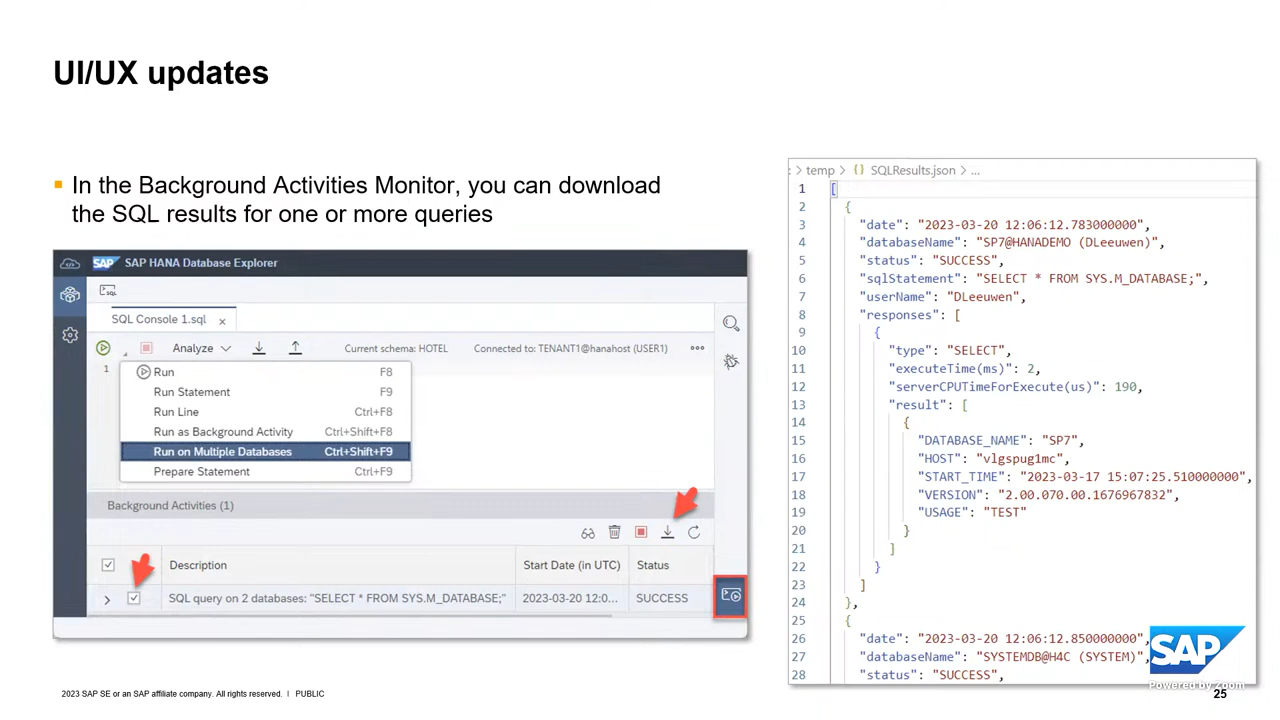 UI/UX updates
In the Background Activities Monitor, you can download
the SQL results for one or more queries
SAP SAP HANA Database Explorer
SQL Console 1.sql ×
Analyze Current schema: HOTEL Connected to: TENANT1@hanahost (USER1)
1
Run F8
Run Statement F9
Run Line Ctrl+F8
Run as Background Activity Ctrl+Shift+F8
Run on Multiple Databases Ctrl+Shift+F9
Prepare Statement Ctrl+F9
Background Activities (1)
Description Start Date (in UTC) Status
SQL query on 2 databases: "SELECT * FROM SYS.M_DATABASE;" 2023-03-20 12:0... SUCCESS
: > temp > {} SQLResults.json > ...
1 [
2 {
3 "date": "2023-03-20 12:06:12.783000000",
4 "databaseName": "SP7@HANADEMO (DLeeuwen)",
5 "status": "SUCCESS",
6 "sqlStatement": "SELECT * FROM SYS.M_DATABASE;",
7 "userName": "DLeeuwen",
8 "responses": [
9 {
10 "type": "SELECT",
11 "executeTime(ms)": 2,
12 "serverCPUTimeForExecute(us)": 190,
13 "result": [
14 {
15 "DATABASE_NAME": "SP7",
16 "HOST": "vlgspug1mc",
17 "START_TIME": "2023-03-17 15:07:25.510000000",
18 "VERSION": "2.00.070.00.1676967832",
19 "USAGE": "TEST"
20 }
21 ]
22 }
23 ]
24 },
25 {
26 "date": "2023-03-20 12:06:12.850000000",
27 "databaseName": "SYSTEMDB@H4C (SYSTEM)",
28 "status": "SUCCESS",
SAP
Powered by Zoom
2023 SAP SE or an SAP affiliate company. All rights reserved. I PUBLIC
25